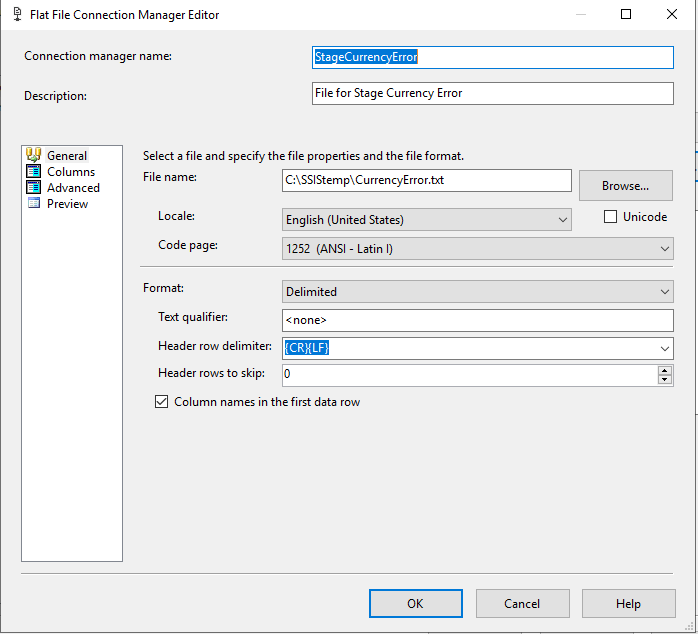 Flat File Connection Manager Editor
Connection manager name: StageCurrencyError
Description: File for Stage Currency Error
General
Columns
Advanced
Preview
Select a file and specify the file properties and the file format.
File name: C:\SSIStemp\CurrencyError.txt Browse...
Locale: English (United States) Unicode
Code page: 1252 (ANSI - Latin I)
Format: Delimited
Text qualifier: <none>
Header row delimiter: {CR}{LF}
Header rows to skip: 0
Column names in the first data row
OK Cancel Help